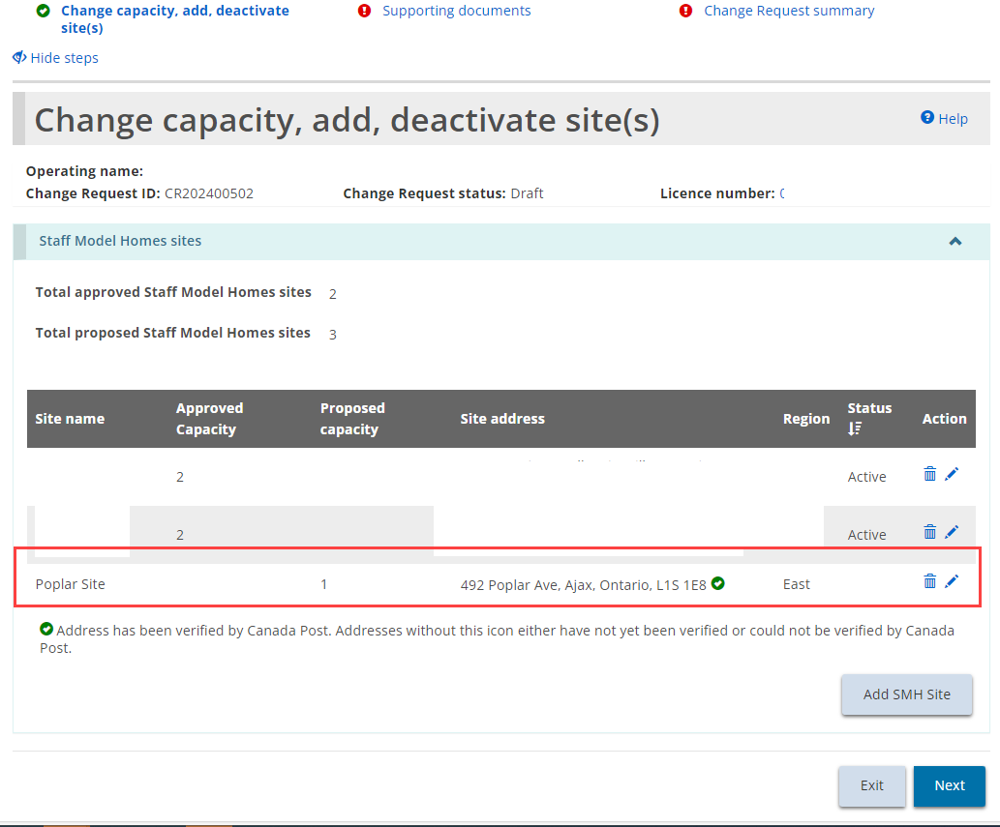 Change capacity, add, deactivate
site(s)
Supporting documents
Change Request summary
Hide steps
Change capacity, add, deactivate site(s)
Help
Operating name:
Change Request ID: CR202400502
Change Request status: Draft
Licence number:
Staff Model Homes sites
Total approved Staff Model Homes sites 2
Total proposed Staff Model Homes sites 3
Site name Approved Capacity Proposed capacity Site address Region Status Action
2 Active
2 Active
Poplar Site 1 492 Poplar Ave, Ajax, Ontario, L1S 1E8 East
Address has been verified by Canada Post. Addresses without this icon either have not yet been verified or could not be verified by Canada
Post.
Add SMH Site
Exit
Next